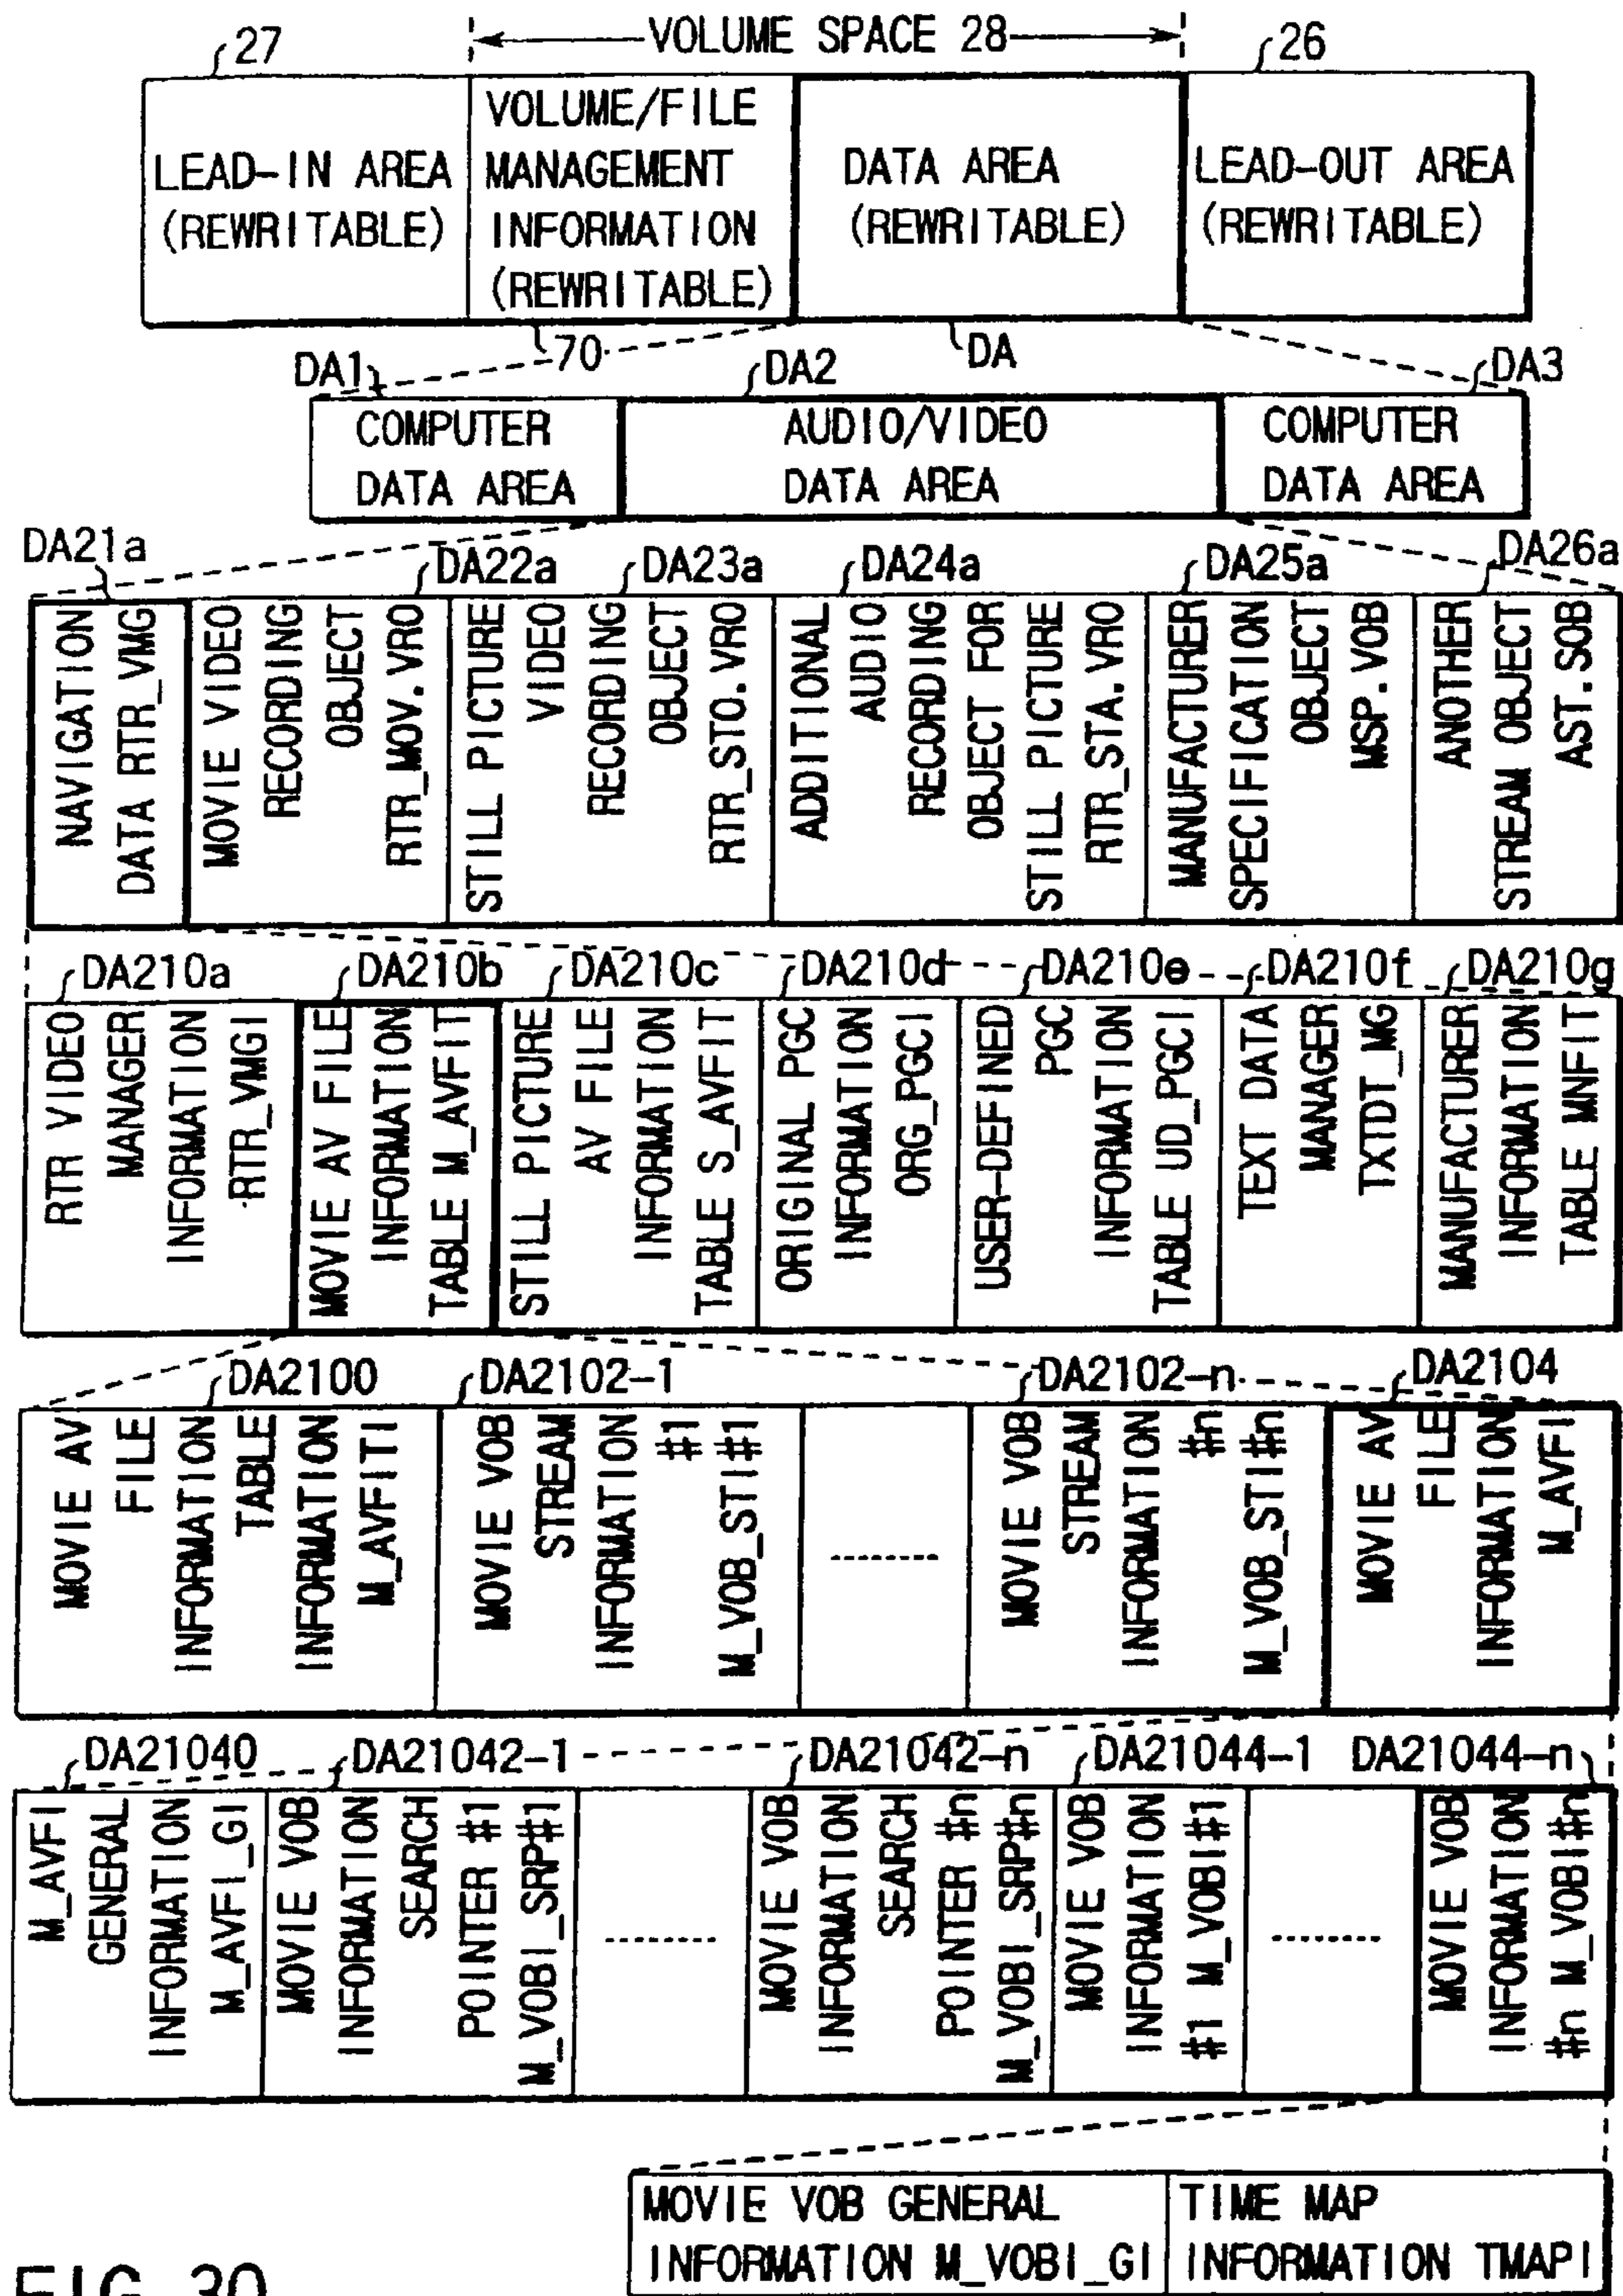 27
VOLUME SPACE 28
26
LEAD-IN AREA
(REWRITABLE)
VOLUME/FILE
MANAGEMENT
INFORMATION
(REWRITABLE)
DATA AREA
(REWRITABLE)
LEAD-OUT AREA
(REWRITABLE)
70
DA
DA1
DA2
DA3
COMPUTER
DATA AREA
AUDIO/VIDEO
DATA AREA
COMPUTER
DATA AREA
DA21a
DA22a
DA23a
DA24a
DA25a
DA26a
NAVIGATION
DATA RTR_VMG
MOVIE VIDEO
RECORDING
OBJECT
RTR_MOV.VRO
STILL PICTURE
VIDEO
RECORDING
OBJECT
RTR_STO.VRO
ADDITIONAL
AUDIO
RECORDING
OBJECT FOR
STILL PICTURE
RTR_STA.VRO
MANUFACTURER
SPECIFICATION
OBJECT
MSP.VOB
ANOTHER
STREAM OBJECT
AST.SOB
DA210a
DA210b
DA210c
DA210d
DA210e
DA210f
DA210g
RTR VIDEO
MANAGER
INFORMATION
RTR_VMGI
MOVIE AV FILE
INFORMATION
TABLE M_AVFIT
STILL PICTURE
AV FILE
INFORMATION
TABLE S_AVFIT
ORIGINAL PGC
INFORMATION
ORG_PGCI
USER-DEFINED
PGC
INFORMATION
TABLE UD_PGCI
TEXT DATA
MANAGER
TXTDT_MG
MANUFACTURER
INFORMATION
TABLE MNFIT
DA2100
DA2102-1
DA2102-n
DA2104
MOVIE AV
FILE
INFORMATION
TABLE
INFORMATION
M_AVFITI
MOVIE VOB
STREAM
INFORMATION
#1
M_VOB_STI#1
.........
MOVIE VOB
STREAM
INFORMATION
#n
M_VOB_STI#n
MOVIE AV
FILE
INFORMATION
M_AVFI
DA21040
DA21042-1
DA21042-n
DA21044-1
DA21044-n
M_AVFI
GENERAL
INFORMATION
M_AVFI_GI
MOVIE VOB
INFORMATION
SEARCH
POINTER #1
M_VOBI_SRP#1
.........
MOVIE VOB
INFORMATION
SEARCH
POINTER #n
M_VOBI_SRP#n
MOVIE VOB
INFORMATION
#1 M_VOBI#1
.........
MOVIE VOB
INFORMATION
#n M_VOBI#n
MOVIE VOB GENERAL
INFORMATION M_VOBI_GI
TIME MAP
INFORMATION TMAPI
FIG. 30